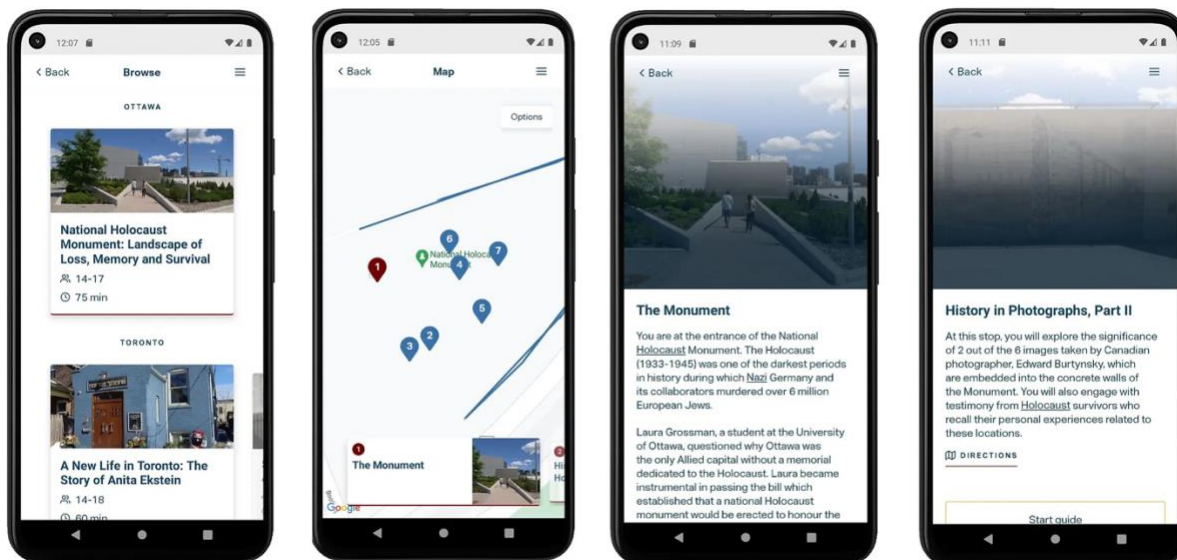 12:07
< Back Browse
OTTAWA
National Holocaust
Monument: Landscape of
Loss, Memory and Survival
14-17
75 min
TORONTO
A New Life in Toronto: The
Story of Anita Ekstein
14-18
60 min
12:05
< Back Map
Options
6
7
1
National Holoca
Monu
4
5
2
3
1
The Monument
2
His
Ho
Google
11:09
< Back
The Monument
You are at the entrance of the National
Holocaust Monument. The Holocaust
(1933-1945) was one of the darkest periods
in history during which Nazi Germany and
its collaborators murdered over 6 million
European Jews.
Laura Grossman, a student at the University
of Ottawa, questioned why Ottawa was
the only Allied capital without a memorial
dedicated to the Holocaust. Laura became
instrumental in passing the bill which
established that a national Holocaust
monument would be erected to honour the
11:11
< Back
History in Photographs, Part II
At this stop, you will explore the significance
of 2 out of the 6 images taken by Canadian
photographer, Edward Burtynsky, which
are embedded into the concrete walls of
the Monument. You will also engage with
testimony from Holocaust survivors who
recall their personal experiences related to
these locations.
DIRECTIONS
Start guide